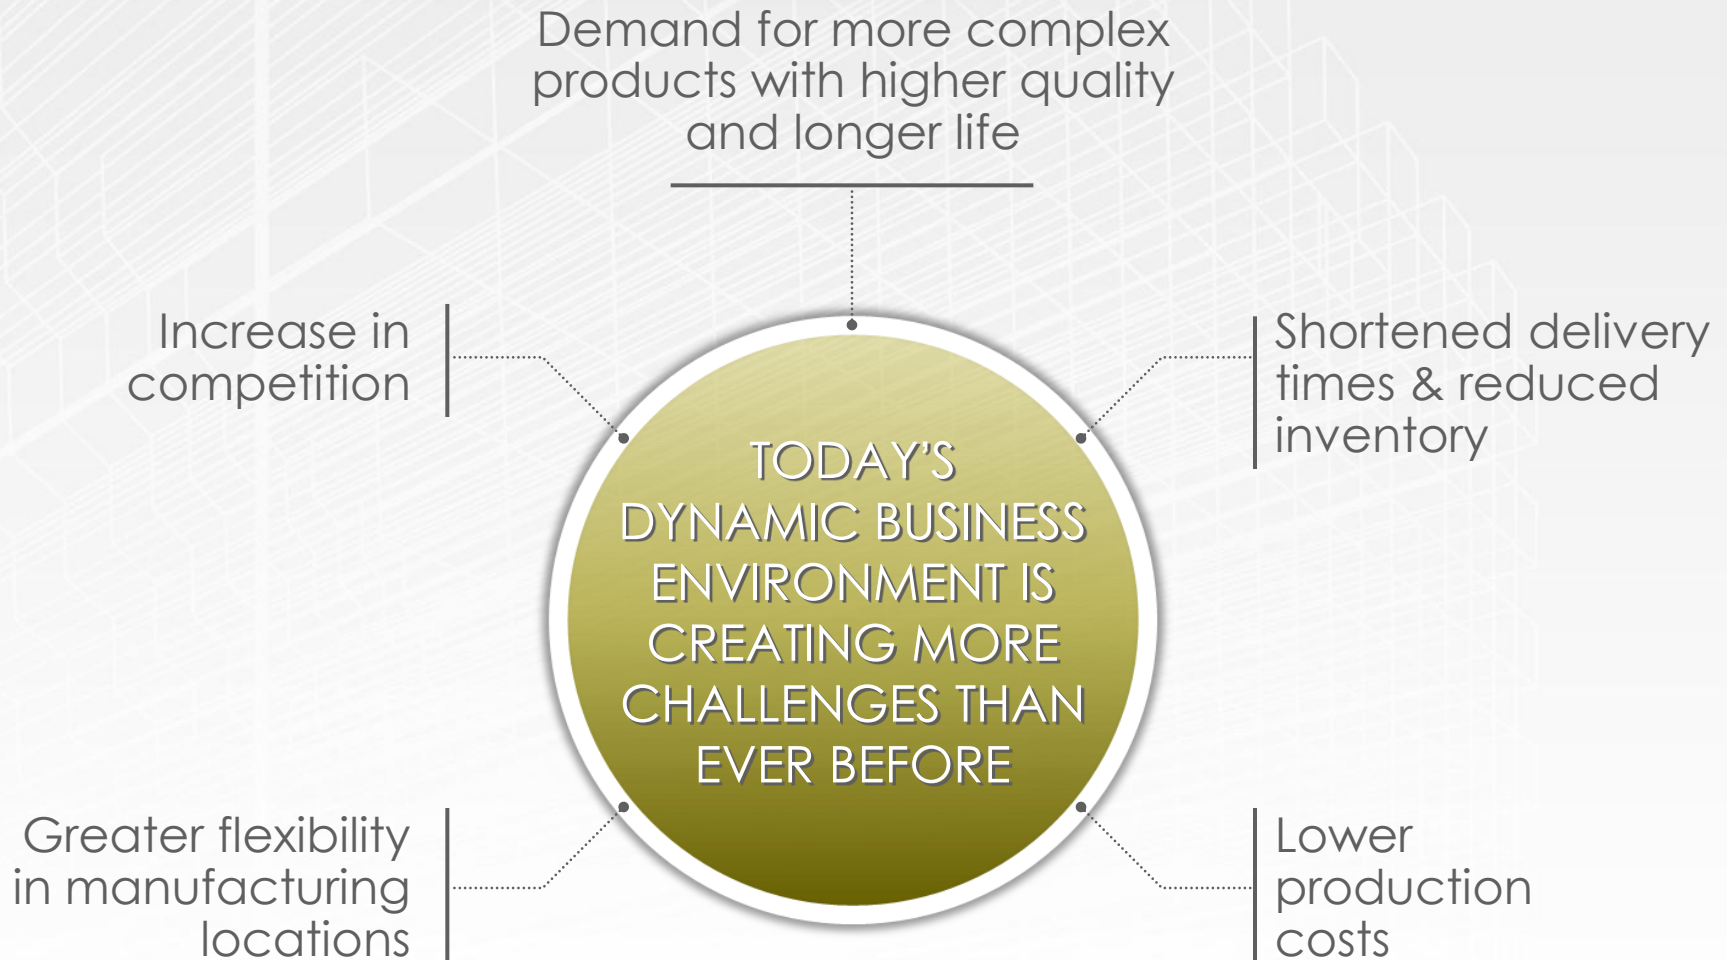 Demand for more complex
products with higher quality
and longer life
Increase in
competition
Shortened delivery
times & reduced
inventory
TODAY’S
DYNAMIC BUSINESS
ENVIRONMENT IS
CREATING MORE
CHALLENGES THAN
EVER BEFORE
Greater flexibility
in manufacturing
locations
Lower
production
costs